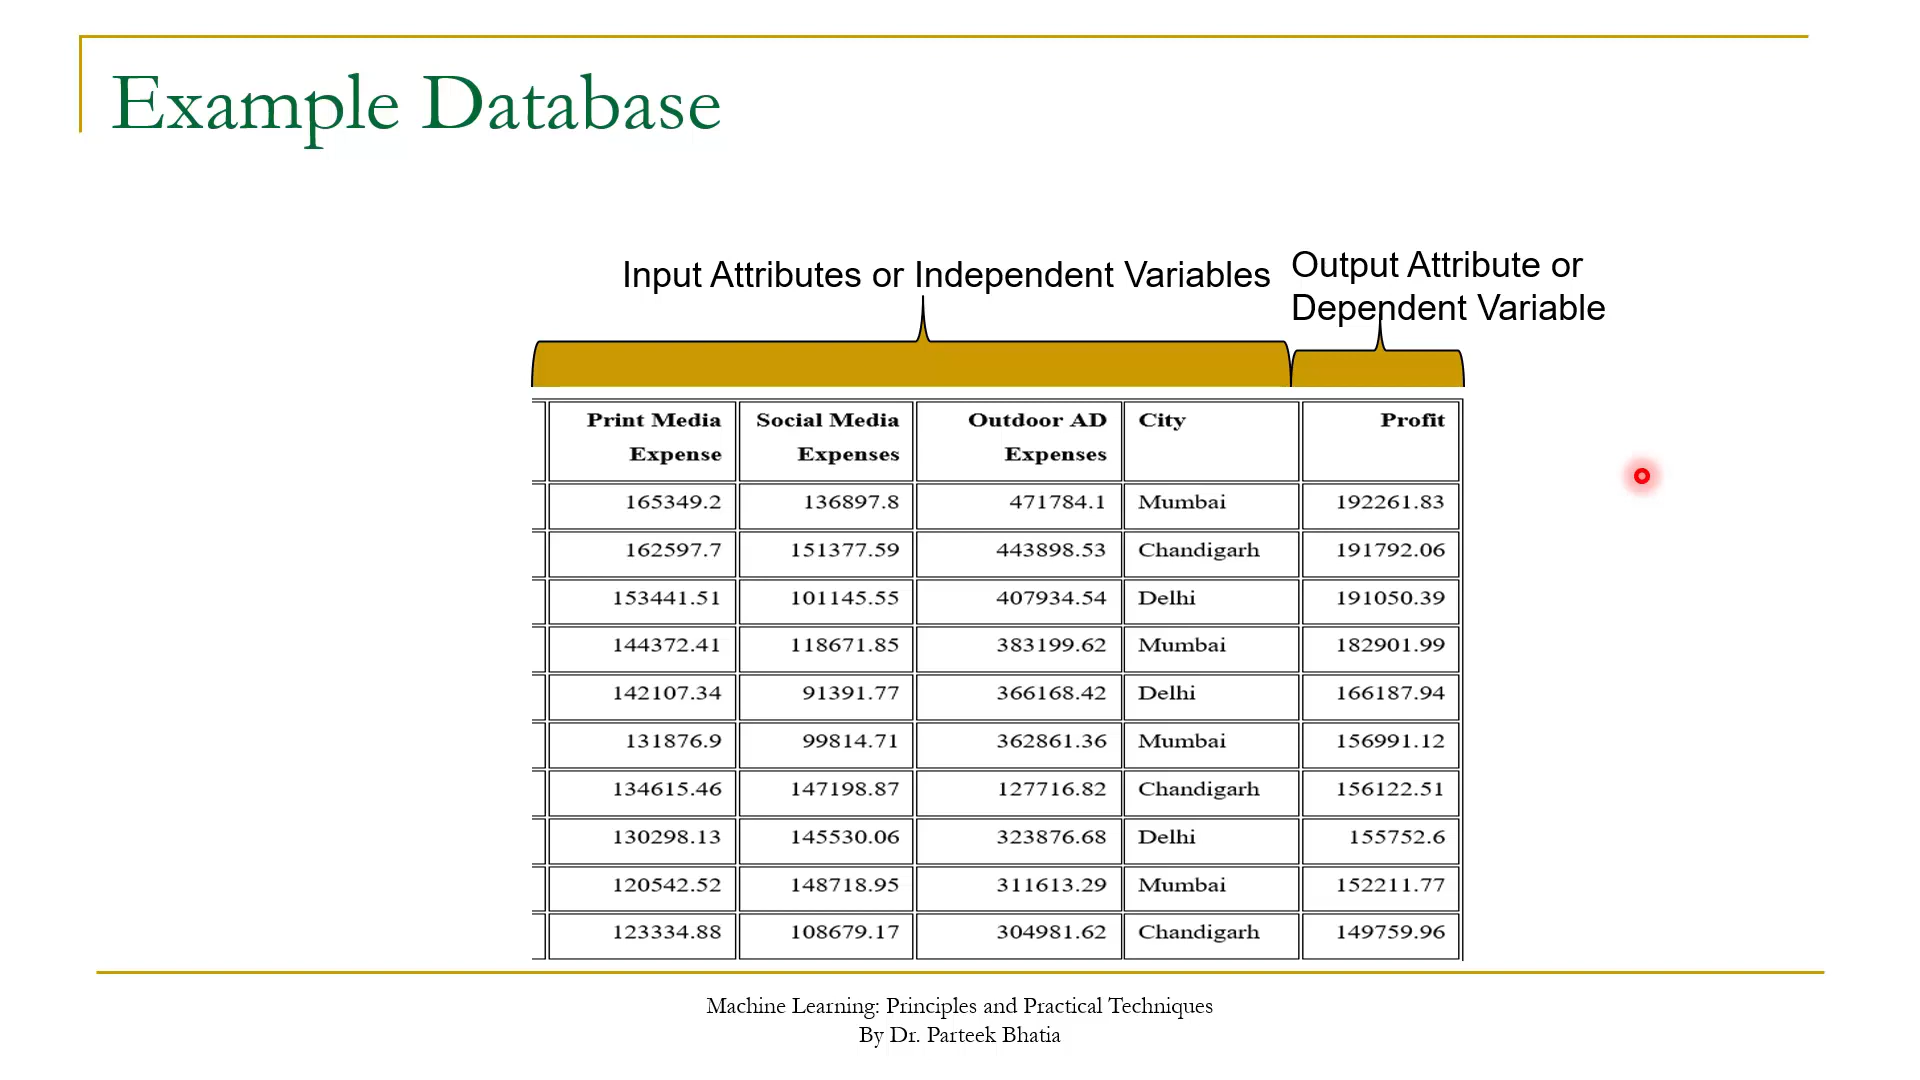 Example Database
Input Attributes or Independent Variables
Output Attribute or
Dependent Variable
Print Media Expense Social Media Expenses Outdoor AD Expenses City Profit
165349.2 136897.8 471784.1 Mumbai 192261.83
162597.7 151377.59 443898.53 Chandigarh 191792.06
153441.51 101145.55 407934.54 Delhi 191050.39
144372.41 118671.85 383199.62 Mumbai 182901.99
142107.34 91391.77 366168.42 Delhi 166187.94
131876.9 99814.71 362861.36 Mumbai 156991.12
134615.46 147198.87 127716.82 Chandigarh 156122.51
130298.13 145530.06 323876.68 Delhi 155752.6
120542.52 148718.95 311613.29 Mumbai 152211.77
123334.88 108679.17 304981.62 Chandigarh 149759.96
Machine Learning: Principles and Practical Techniques
By Dr. Parteek Bhatia